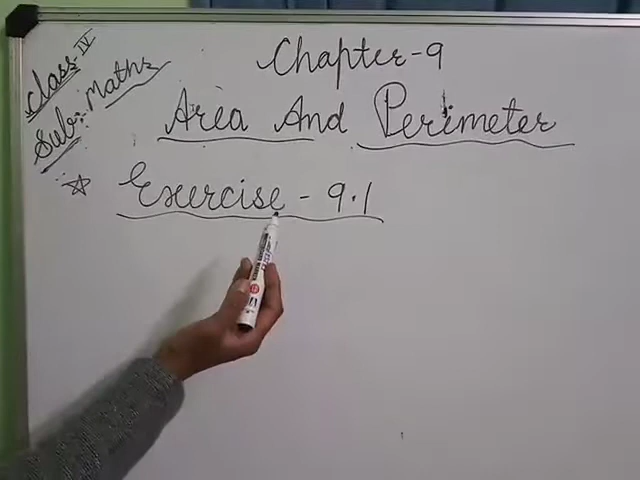 Class-IV
Sub:- Maths
Chapter-9
Area And Perimeter
Exercise - 9.1